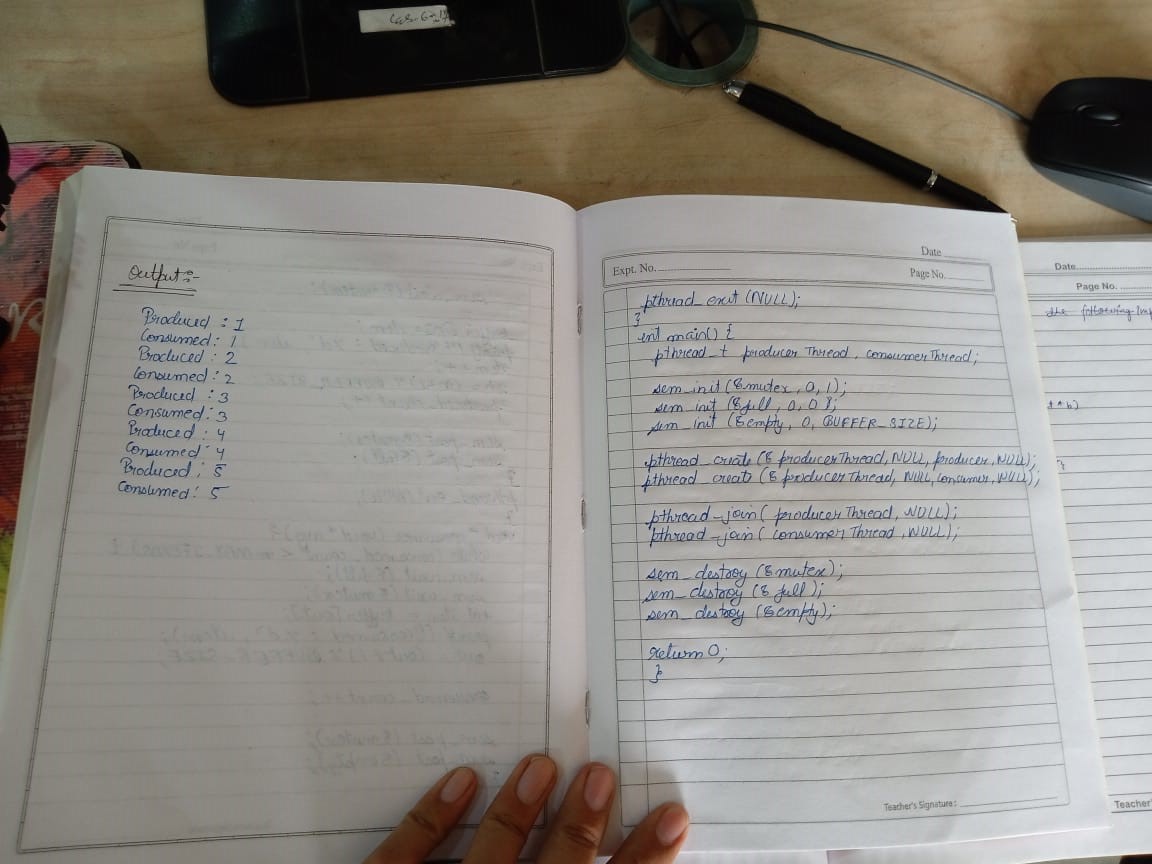 Output:-
Produced : 1
Consumed : 1
Produced : 2
Consumed : 2
Produced : 3
Consumed : 3
Produced : 4
Consumed : 4
Produced : 5
Consumed : 5
Date
Expt. No.
Page No.
pthread_exit (NULL);
}
int main() {
pthread_t producerThread, consumerThread;
sem_init (&mutex, 0, 1);
sem_init (&full, 0, 0);
sem_init (&empty, 0, BUFFER_SIZE);
pthread_create (& producerThread, NULL, producer, NULL);
pthread_create (& producerThread, NULL, consumer, NULL);
pthread_join( producerThread, NULL);
pthread_join( consumerThread, NULL);
sem_destroy (&mutex);
sem_destroy (& full);
sem_destroy (&empty);
return 0;
}
Teacher's Signature :
Date
Page No.
the following
* b)
}
Teacher'